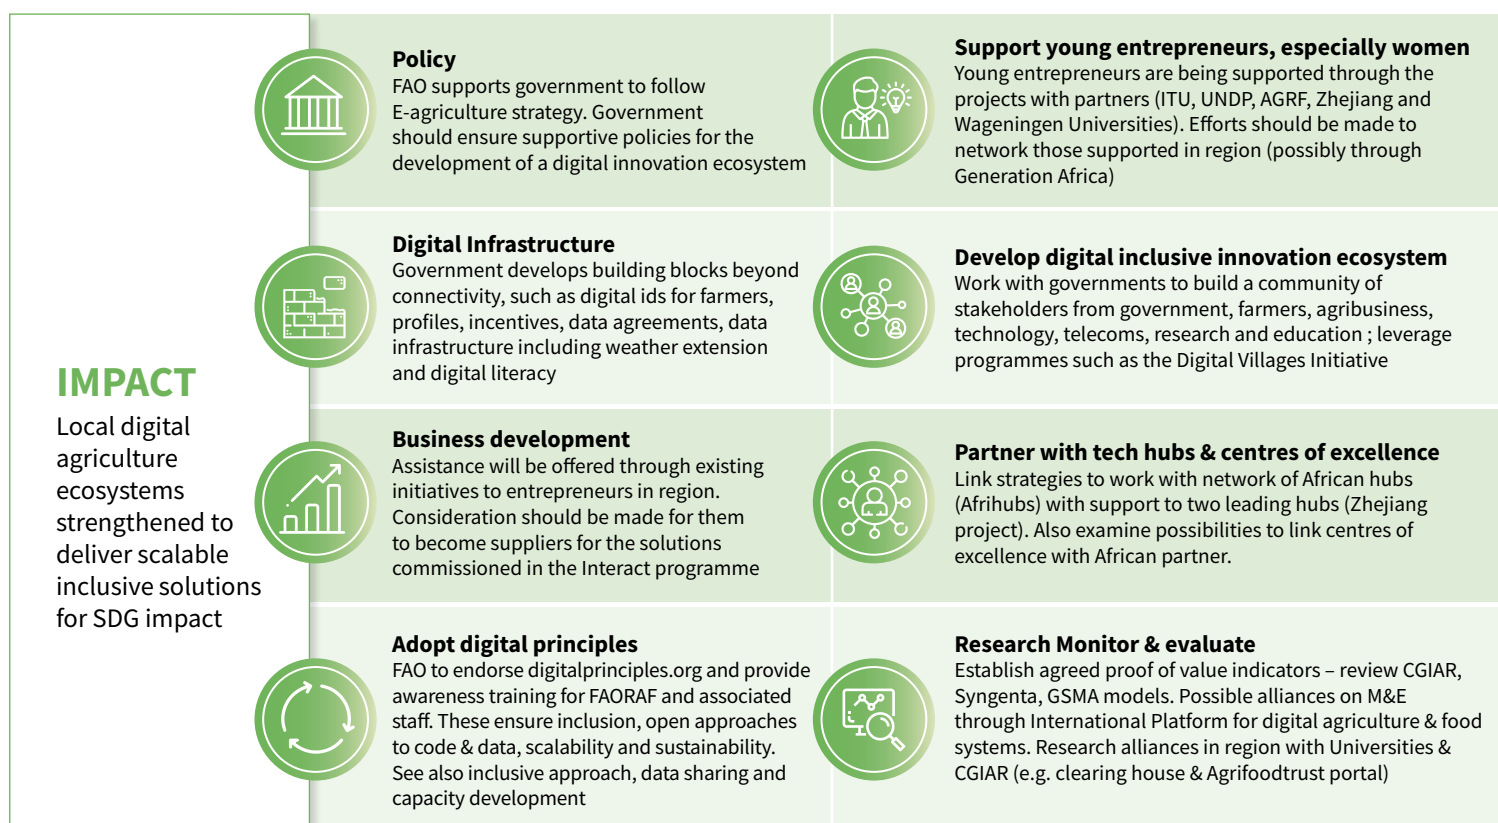 IMPACT
Local digital
agriculture
ecosystems
strengthened to
deliver scalable
inclusive solutions
for SDG impact
Policy
FAO supports government to follow
E-agriculture strategy. Government
should ensure supportive policies for the
development of a digital innovation ecosystem
Support young entrepreneurs, especially women
Young entrepreneurs are being supported through the
projects with partners (ITU, UNDP, AGRF, Zhejiang and
Wageningen Universities). Efforts should be made to
network those supported in region (possibly through
Generation Africa)
Digital Infrastructure
Government develops building blocks beyond
connectivity, such as digital ids for farmers,
profiles, incentives, data agreements, data
infrastructure including weather extension
and digital literacy
Develop digital inclusive innovation ecosystem
Work with governments to build a community of
stakeholders from government, farmers, agribusiness,
technology, telecoms, research and education ; leverage
programmes such as the Digital Villages Initiative
Business development
Assistance will be offered through existing
initiatives to entrepreneurs in region.
Consideration should be made for them
to become suppliers for the solutions
commissioned in the Interact programme
Partner with tech hubs & centres of excellence
Link strategies to work with network of African hubs
(Afrihubs) with support to two leading hubs (Zhejiang
project). Also examine possibilities to link centres of
excellence with African partner.
Adopt digital principles
FAO to endorse digitalprinciples.org and provide
awareness training for FAORAF and associated
staff. These ensure inclusion, open approaches
to code & data, scalability and sustainability.
See also inclusive approach, data sharing and
capacity development
Research Monitor & evaluate
Establish agreed proof of value indicators – review CGIAR,
Syngenta, GSMA models. Possible alliances on M&E
through International Platform for digital agriculture & food
systems. Research alliances in region with Universities &
CGIAR (e.g. clearing house & Agrifoodtrust portal)